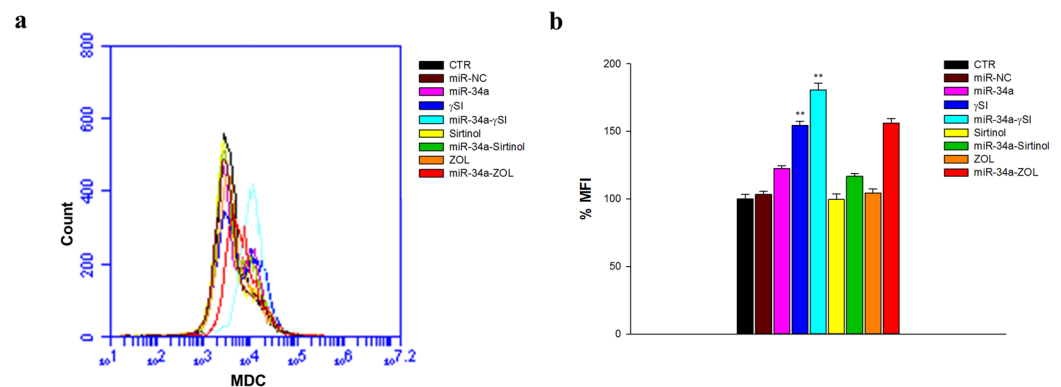 a
b
800
600
400
200
0
Count
10^1
10^2
10^3
10^4
10^5
10^6
10^7.2
MDC
CTR
miR-NC
miR-34a
γSI
miR-34a-γSI
Sirtinol
miR-34a-Sirtinol
ZOL
miR-34a-ZOL
200
150
100
50
0
% MFI
**
**
CTR
miR-NC
miR-34a
γSI
miR-34a-γSI
Sirtinol
miR-34a-Sirtinol
ZOL
miR-34a-ZOL